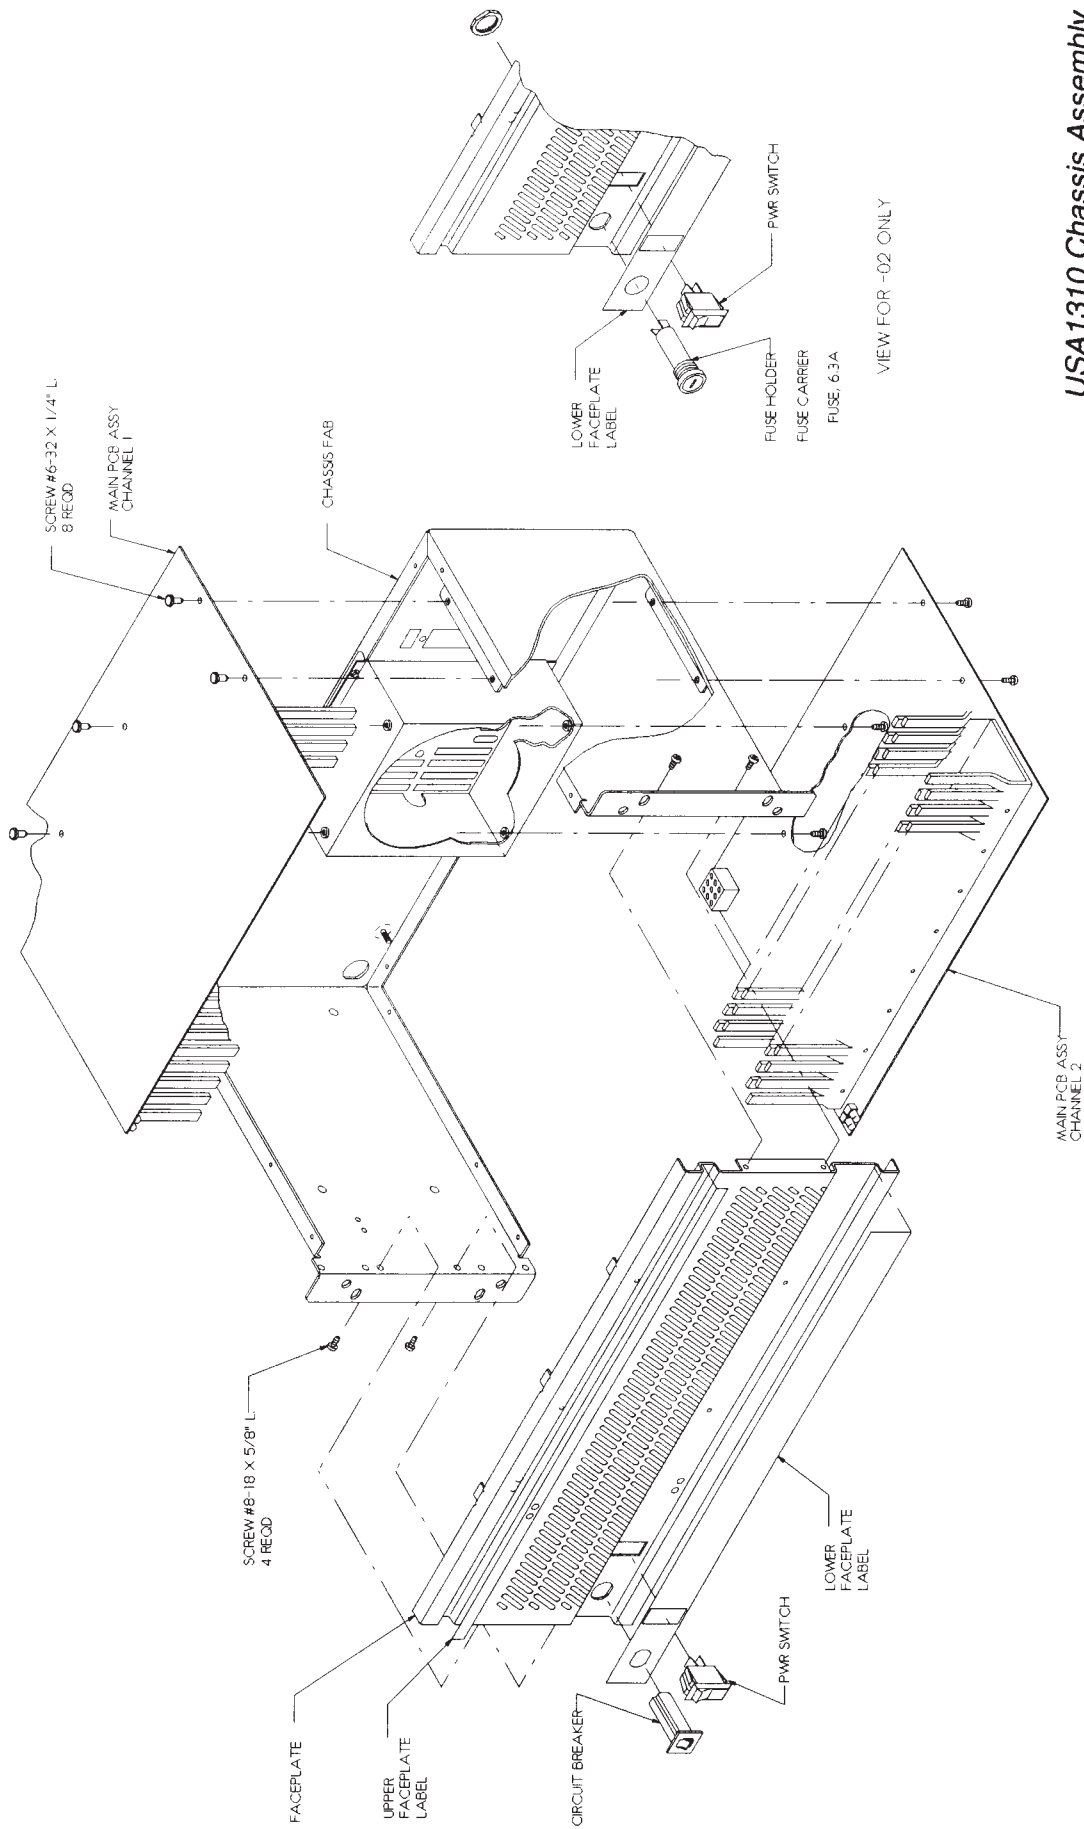 SCREW #6-32 X 1/4" L.
8 REQD
MAIN PCB ASSY
CHANNEL 1
CHASSIS FAB
SCREW #8-18 X 5/8" L.
4 REQD
FACEPLATE
UPPER
FACEPLATE
LABEL
CIRCUIT BREAKER
PWR SWITCH
LOWER
FACEPLATE
LABEL
MAIN PCB ASSY
CHANNEL 2
LOWER
FACEPLATE
LABEL
PWR SWITCH
FUSE HOLDER
FUSE CARRIER
FUSE, 6.3A
VIEW FOR -02 ONLY
USA1310 Chassis Assembly